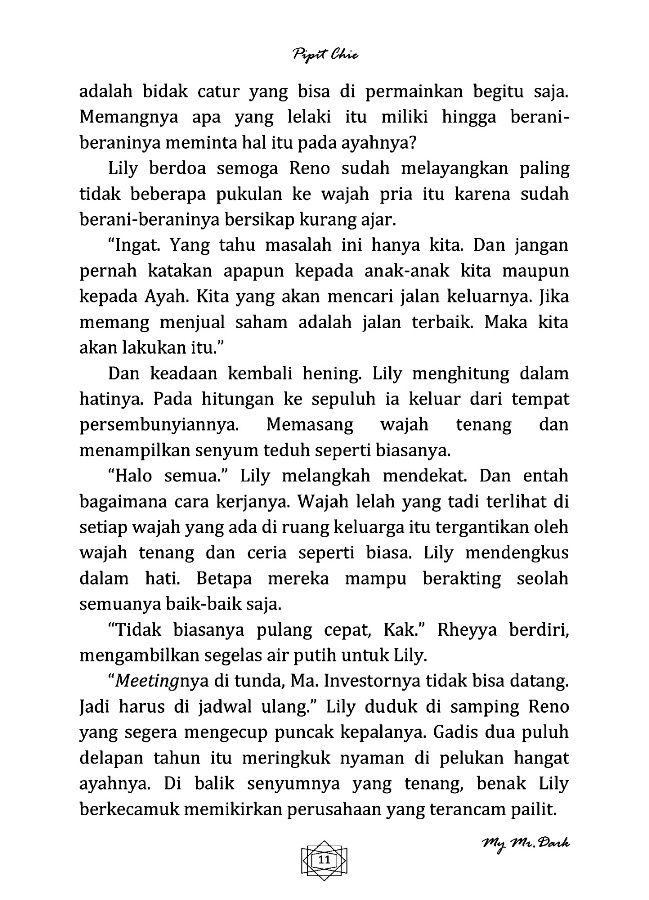 Pipit Chie
adalah bidak catur yang bisa di permainkan begitu saja.
Memangnya apa yang lelaki itu miliki hingga berani-
beraninya meminta hal itu pada ayahnya?
Lily berdoa semoga Reno sudah melayangkan paling
tidak beberapa pukulan ke wajah pria itu karena sudah
berani-beraninya bersikap kurang ajar.
“Ingat. Yang tahu masalah ini hanya kita. Dan jangan
pernah katakan apapun kepada anak-anak kita maupun
kepada Ayah. Kita yang akan mencari jalan keluarnya. Jika
memang menjual saham adalah jalan terbaik. Maka kita
akan lakukan itu.”
Dan keadaan kembali hening. Lily menghitung dalam
hatinya. Pada hitungan ke sepuluh ia keluar dari tempat
persembunyiannya. Memasang wajah tenang dan
menampilkan senyum teduh seperti biasanya.
“Halo semua.” Lily melangkah mendekat. Dan entah
bagaimana cara kerjanya. Wajah lelah yang tadi terlihat di
setiap wajah yang ada di ruang keluarga itu tergantikan oleh
wajah tenang dan ceria seperti biasa. Lily mendengkus
dalam hati. Betapa mereka mampu berakting seolah
semuanya baik-baik saja.
“Tidak biasanya pulang cepat, Kak.” Rheyya berdiri,
mengambilkan segelas air putih untuk Lily.
“Meetingnya di tunda, Ma. Investornya tidak bisa datang.
Jadi harus di jadwal ulang.” Lily duduk di samping Reno
yang segera mengecup puncak kepalanya. Gadis dua puluh
delapan tahun itu meringkuk nyaman di pelukan hangat
ayahnya. Di balik senyumnya yang tenang, benak Lily
berkecamuk memikirkan perusahaan yang terancam pailit.
My Mr. Dark
11